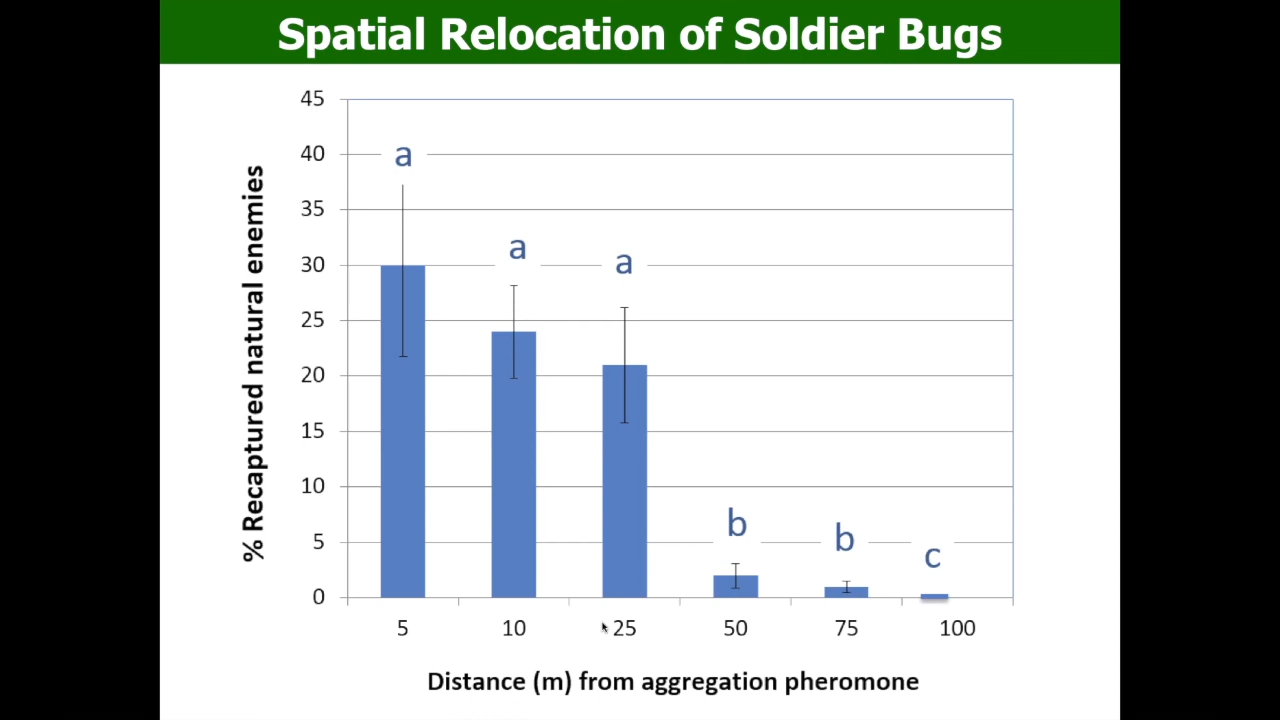 Spatial Relocation of Soldier Bugs
45
40
35
30
25
20
15
10
5
0
% Recaptured natural enemies
a
a
a
b
b
c
5 10 25 50 75 100
Distance (m) from aggregation pheromone